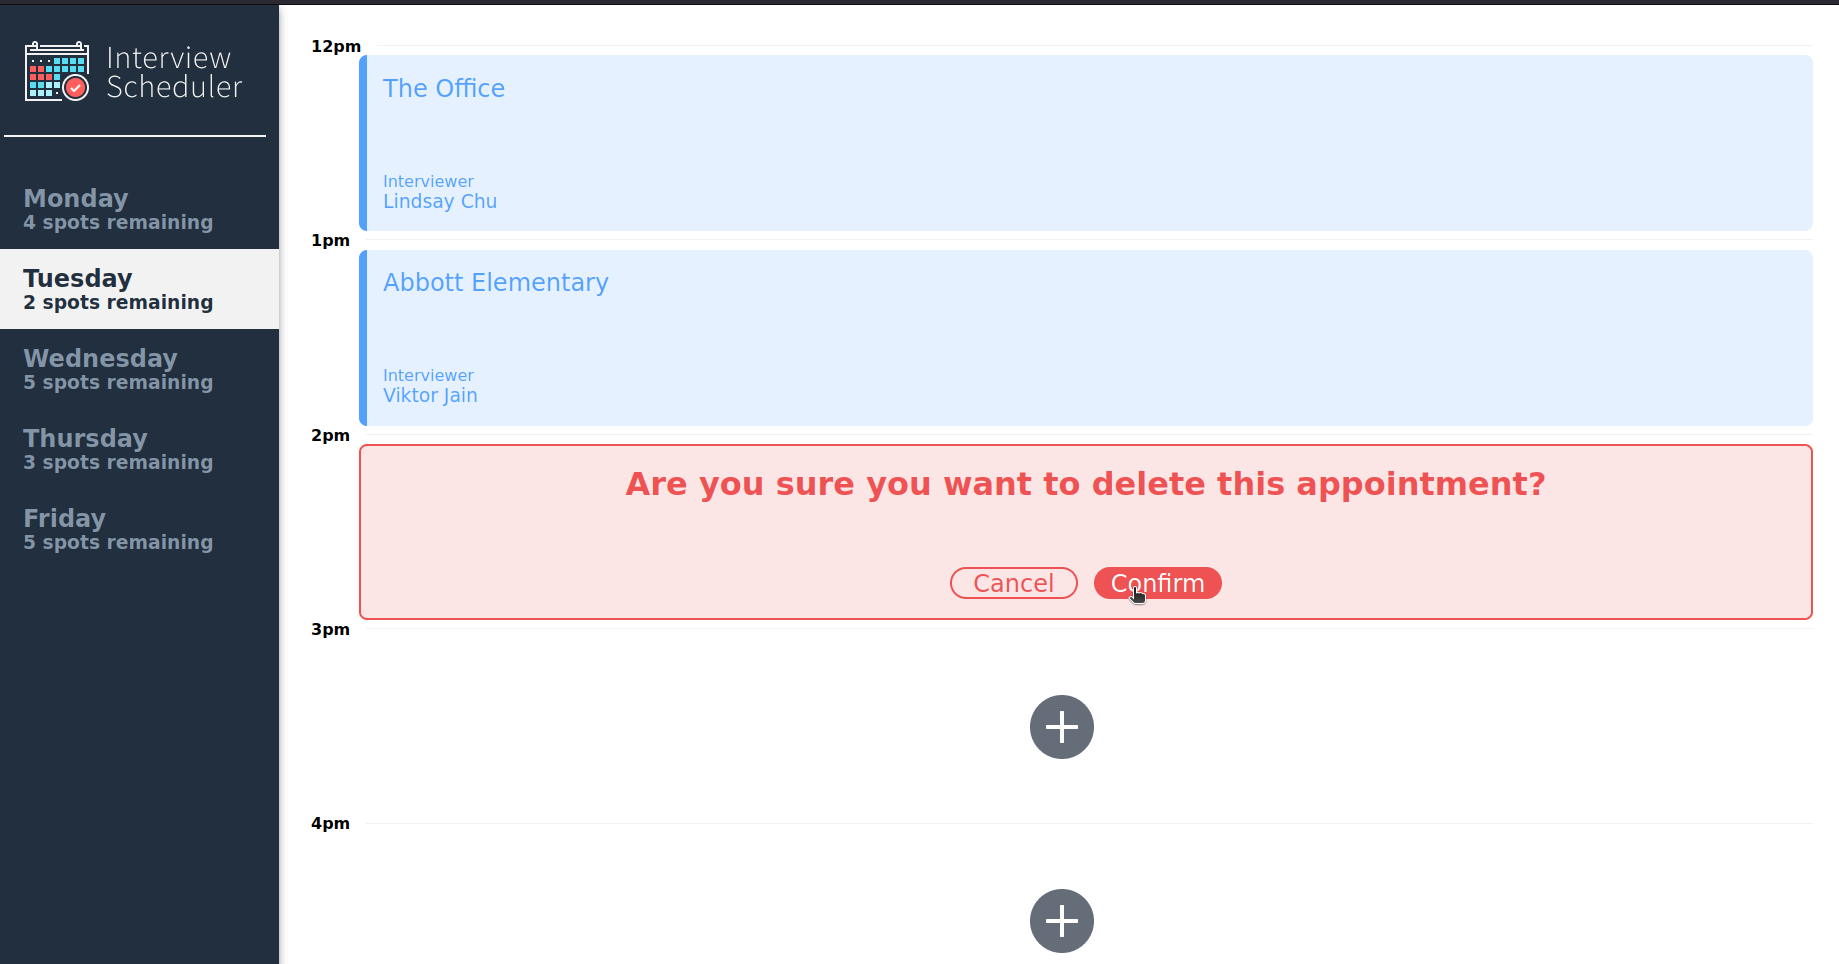 Interview
Scheduler
Monday
4 spots remaining
Tuesday
2 spots remaining
Wednesday
5 spots remaining
Thursday
3 spots remaining
Friday
5 spots remaining
12pm
The Office
Interviewer
Lindsay Chu
1pm
Abbott Elementary
Interviewer
Viktor Jain
2pm
Are you sure you want to delete this appointment?
Cancel Confirm
3pm
4pm